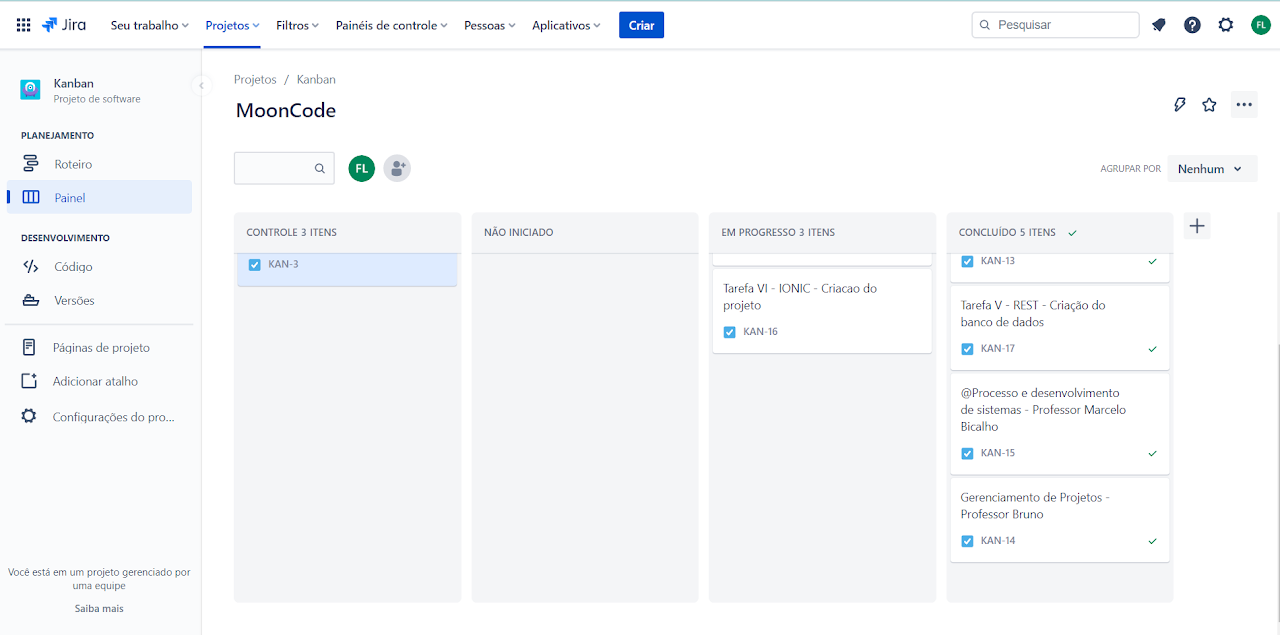 Jira
Seu trabalho
Projetos
Filtros
Painéis de controle
Pessoas
Aplicativos
Criar
Pesquisar
FL
Kanban
Projeto de software
PLANEJAMENTO
Roteiro
Painel
DESENVOLVIMENTO
Código
Versões
Páginas de projeto
Adicionar atalho
Configurações do pro...
Você está em um projeto gerenciado por
uma equipe
Saiba mais
Projetos / Kanban
MoonCode
FL
AGRUPAR POR
Nenhum
CONTROLE 3 ITENS
KAN-3
NÃO INICIADO
EM PROGRESSO 3 ITENS
Tarefa VI - IONIC - Criacao do
projeto
KAN-16
CONCLUÍDO 5 ITENS
KAN-13
Tarefa V - REST - Criação do
banco de dados
KAN-17
@Processo e desenvolvimento
de sistemas - Professor Marcelo
Bicalho
KAN-15
Gerenciamento de Projetos -
Professor Bruno
KAN-14